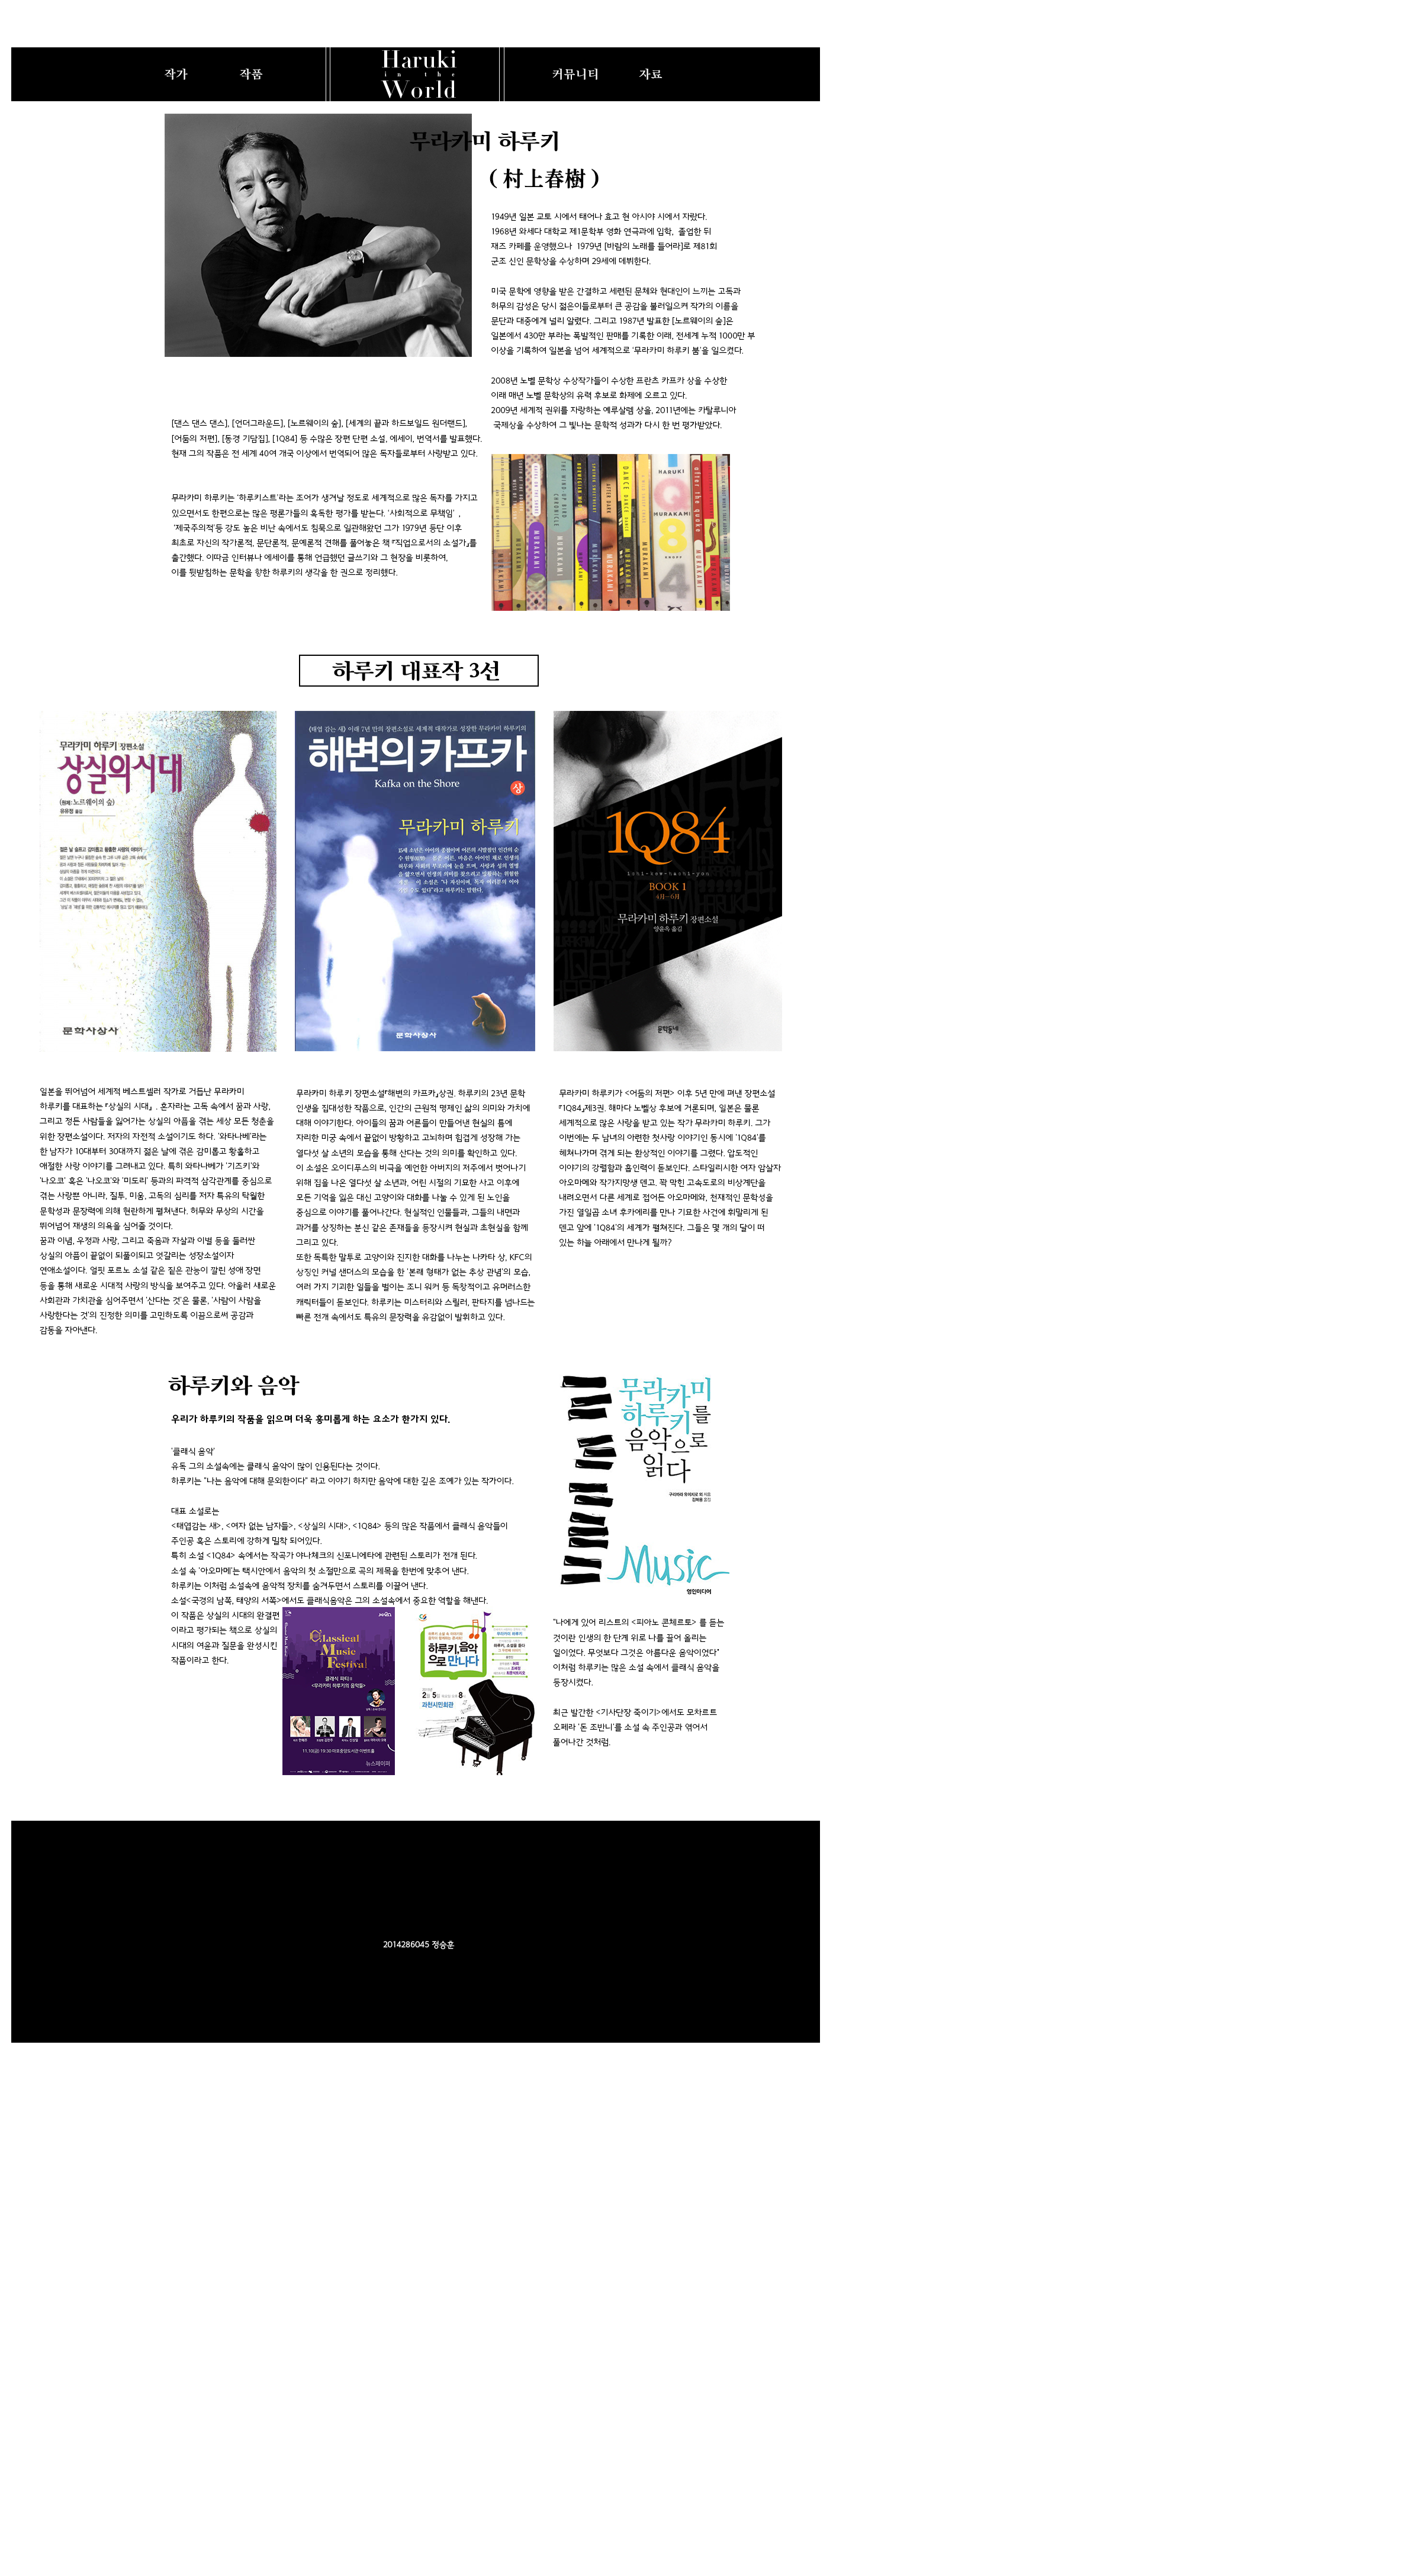 작가
작품
Haruki
in the
World
커뮤니티
자료
무라카미 하루키
( 村上春樹 )
1949년 일본 교토 시에서 태어나 효고 현 아시야 시에서 자랐다.
1968년 와세다 대학교 제1문학부 영화 연극과에 입학, 졸업한 뒤
재즈 카페를 운영했으나 1979년 [바람의 노래를 들어라]로 제81회
군조 신인 문학상을 수상하며 29세에 데뷔한다.
미국 문학에 영향을 받은 간결하고 세련된 문체와 현대인이 느끼는 고독과
허무의 감성은 당시 젊은이들로부터 큰 공감을 불러일으켜 작가의 이름을
문단과 대중에게 널리 알렸다. 그리고 1987년 발표한 [노르웨이의 숲]은
일본에서 430만 부라는 폭발적인 판매를 기록한 이래, 전세계 누적 1000만 부
이상을 기록하여 일본을 넘어 세계적으로 '무라카미 하루키 붐'을 일으켰다.
2008년 노벨 문학상 수상작가들이 수상한 프란츠 카프카 상을 수상한
이래 매년 노벨 문학상의 유력 후보로 화제에 오르고 있다.
2009년 세계적 권위를 자랑하는 예루살렘 상을, 2011년에는 카탈루니아
국제상을 수상하여 그 빛나는 문학적 성과가 다시 한 번 평가받았다.
[댄스 댄스 댄스], [언더그라운드], [노르웨이의 숲], [세계의 끝과 하드보일드 원더랜드],
[어둠의 저편], [동경 기담집], [1Q84] 등 수많은 장편 단편 소설, 에세이, 번역서를 발표했다.
현재 그의 작품은 전 세계 40여 개국 이상에서 번역되어 많은 독자들로부터 사랑받고 있다.
무라카미 하루키는 '하루키스트'라는 조어가 생겨날 정도로 세계적으로 많은 독자를 가지고
있으면서도 한편으로는 많은 평론가들의 혹독한 평가를 받는다. '사회적으로 무책임' ,
'제국주의적'등 강도 높은 비난 속에서도 침묵으로 일관해왔던 그가 1979년 등단 이후
최초로 자신의 작가론적, 문단론적, 문예론적 견해를 풀어놓은 책 『직업으로서의 소설가』를
출간했다. 이따금 인터뷰나 에세이를 통해 언급했던 글쓰기와 그 현장을 비롯하여,
이를 뒷받침하는 문학을 향한 하루키의 생각을 한 권으로 정리했다.
HARUKI
MURAKAMI
Q
8
4
하루키 대표작 3선
무라카미 하루키 장편소설
상실의시대
(원제:노르웨이의 숲)
유유정 옮김
문학사상사
《태엽 감는 새》 이래 7년 만의 장편소설로 세계적 대작가로 성장한 무라카미 하루키의
해변의 카프카
Kafka on the Shore
상
무라카미 하루키
문학사상사
1Q84
ichi-kew-hachi-yon
BOOK 1
4月-6月
무라카미 하루키 장편소설
양윤옥 옮김
문학동네
일본을 뛰어넘어 세계적 베스트셀러 작가로 거듭난 무라카미
하루키를 대표하는 『상실의 시대』 . 혼자라는 고독 속에서 꿈과 사랑,
그리고 정든 사람들을 잃어가는 상실의 아픔을 겪는 세상 모든 청춘을
위한 장편소설이다. 저자의 자전적 소설이기도 하다. '와타나베'라는
한 남자가 10대부터 30대까지 젊은 날에 겪은 감미롭고 황홀하고
애절한 사랑 이야기를 그려내고 있다. 특히 와타나베가 '기즈키'와
'나오코' 혹은 '나오코'와 '미도리' 등과의 파격적 삼각관계를 중심으로
겪는 사랑뿐 아니라, 질투, 미움, 고독의 심리를 저자 특유의 탁월한
문학성과 문장력에 의해 현란하게 펼쳐낸다. 허무와 무상의 시간을
뛰어넘어 재생의 의욕을 심어줄 것이다.
꿈과 이념, 우정과 사랑, 그리고 죽음과 자살과 이별 등을 둘러싼
상실의 아픔이 끝없이 되풀이되고 엇갈리는 성장소설이자
연애소설이다. 얼핏 포르노 소설 같은 짙은 관능이 깔린 성애 장면
등을 통해 새로운 시대적 사랑의 방식을 보여주고 있다. 아울러 새로운
사회관과 가치관을 심어주면서 '산다는 것'은 물론, '사람이 사람을
사랑한다는 것'의 진정한 의미를 고민하도록 이끎으로써 공감과
감동을 자아낸다.
무라카미 하루키 장편소설『해변의 카프카』상권. 하루키의 23년 문학
인생을 집대성한 작품으로, 인간의 근원적 명제인 삶의 의미와 가치에
대해 이야기한다. 아이들의 꿈과 어른들이 만들어낸 현실의 틈에
자리한 미궁 속에서 끝없이 방황하고 고뇌하며 힘겹게 성장해 가는
열다섯 살 소년의 모습을 통해 산다는 것의 의미를 확인하고 있다.
이 소설은 오이디푸스의 비극을 예언한 아버지의 저주에서 벗어나기
위해 집을 나온 열다섯 살 소년과, 어린 시절의 기묘한 사고 이후에
모든 기억을 잃은 대신 고양이와 대화를 나눌 수 있게 된 노인을
중심으로 이야기를 풀어나간다. 현실적인 인물들과, 그들의 내면과
과거를 상징하는 분신 같은 존재들을 등장시켜 현실과 초현실을 함께
그리고 있다.
또한 독특한 말투로 고양이와 진지한 대화를 나누는 나카타 상, KFC의
상징인 커널 샌더스의 모습을 한 '본래 형태가 없는 추상 관념'의 모습,
여러 가지 기괴한 일들을 벌이는 조니 워커 등 독창적이고 유머러스한
캐릭터들이 돋보인다. 하루키는 미스터리와 스릴러, 판타지를 넘나드는
빠른 전개 속에서도 특유의 문장력을 유감없이 발휘하고 있다.
무라카미 하루키가 <어둠의 저편> 이후 5년 만에 펴낸 장편소설
『1Q84』제3권. 해마다 노벨상 후보에 거론되며, 일본은 물론
세계적으로 많은 사랑을 받고 있는 작가 무라카미 하루키. 그가
이번에는 두 남녀의 아련한 첫사랑 이야기인 동시에 '1Q84'를
헤쳐나가며 겪게 되는 환상적인 이야기를 그렸다. 압도적인
이야기의 강렬함과 흡인력이 돋보인다. 스타일리시한 여자 암살자
아오마메와 작가지망생 덴고. 꽉 막힌 고속도로의 비상계단을
내려오면서 다른 세계로 접어든 아오마메와, 천재적인 문학성을
가진 열일곱 소녀 후카에리를 만나 기묘한 사건에 휘말리게 된
덴고 앞에 '1Q84'의 세계가 펼쳐진다. 그들은 몇 개의 달이 떠
있는 하늘 아래에서 만나게 될까?
하루키와 음악
우리가 하루키의 작품을 읽으며 더욱 흥미롭게 하는 요소가 한가지 있다.
'클래식 음악'
유독 그의 소설속에는 클래식 음악이 많이 인용된다는 것이다.
하루키는 "나는 음악에 대해 문외한이다" 라고 이야기 하지만 음악에 대한 깊은 조예가 있는 작가이다.
대표 소설로는
<태엽감는 새>, <여자 없는 남자들>, <상실의 시대>, <1Q84> 등의 많은 작품에서 클래식 음악들이
주인공 혹은 스토리에 강하게 밀착 되어있다.
특히 소설 <1Q84> 속에서는 작곡가 야나체크의 신포니에타에 관련된 스토리가 전개 된다.
소설 속 '아오마메'는 택시안에서 음악의 첫 소절만으로 곡의 제목을 한번에 맞추어 낸다.
하루키는 이처럼 소설속에 음악적 장치를 숨겨두면서 스토리를 이끌어 낸다.
소설<국경의 남쪽, 태양의 서쪽>에서도 클래식음악은 그의 소설속에서 중요한 역할을 해낸다.
이 작품은 상실의 시대의 완결편
이라고 평가되는 책으로 상실의
시대의 여운과 질문을 완성시킨
작품이라고 한다.
Classical
Music
Festival
클래식 파티 II
<무라카미 하루키의 음악들>
뉴스페이퍼
하루키, 음악
으로 만나다
2월 5일
8
과천시민회관
무라카미
하루키를
음악으로
읽다
Music
영인미디어
"나에게 있어 리스트의 <피아노 콘체르토> 를 듣는
것이란 인생의 한 단계 위로 나를 끌어 올리는
일이었다. 무엇보다 그것은 아름다운 음악이었다"
이처럼 하루키는 많은 소설 속에서 클래식 음악을
등장시켰다.
최근 발간한 <기사단장 죽이기>에서도 모차르트
오페라 '돈 조반니'를 소설 속 주인공과 엮어서
풀어나간 것처럼.
2014286045 정승훈